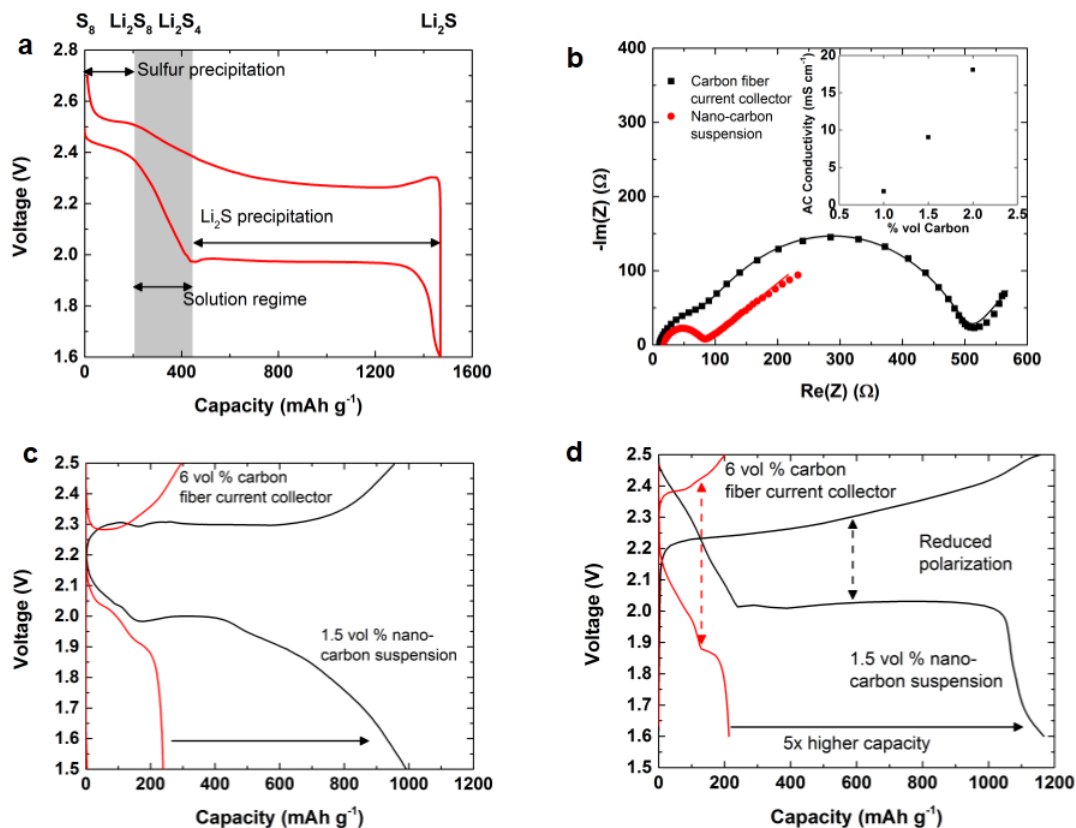 S8 Li2S8 Li2S4 Li2S
a
2.8
2.6
2.4
2.2
2.0
1.8
1.6
Voltage (V)
Sulfur precipitation
Li2S precipitation
Solution regime
0 400 800 1200 1600
Capacity (mAh g-1)
b
-400
-300
-200
-100
0
-Im(Z) (Ω)
Carbon fiber
current collector
Nano-carbon
suspension
AC Conductivity (mS cm-1)
20
15
10
5
0
0.5 1.0 1.5 2.0 2.5
% vol Carbon
0 100 200 300 400 500 600
Re(Z) (Ω)
c
2.5
2.4
2.3
2.2
2.1
2.0
1.9
1.8
1.7
1.6
1.5
Voltage (V)
6 vol % carbon
fiber current collector
1.5 vol % nano-
carbon suspension
0 200 400 600 800 1000 1200
Capacity (mAh g-1)
d
2.5
2.4
2.3
2.2
2.1
2.0
1.9
1.8
1.7
1.6
1.5
Voltage (V)
6 vol % carbon
fiber current collector
Reduced
polarization
1.5 vol % nano-
carbon suspension
5x higher capacity
0 200 400 600 800 1000 1200
Capacity (mAh g-1)